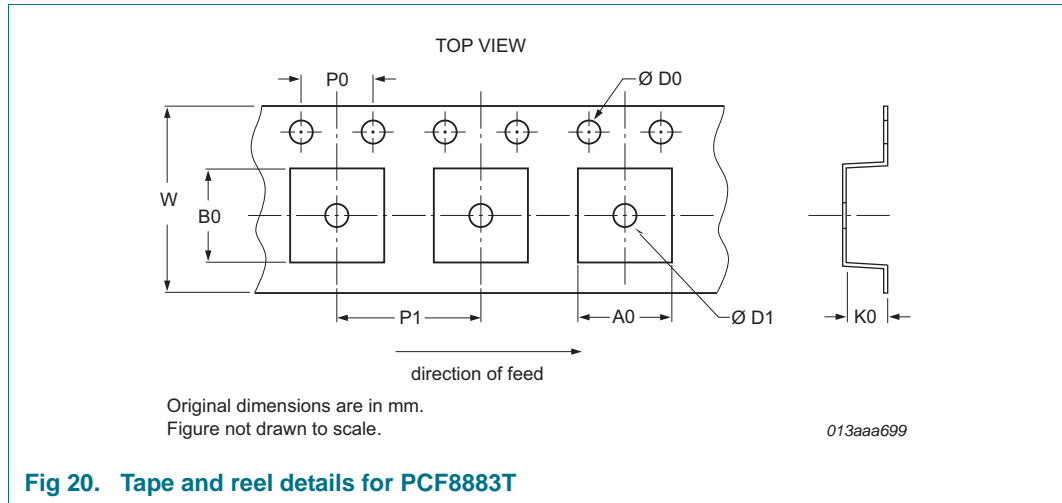 TOP VIEW
P0
Ø D0
W
B0
P1
A0
Ø D1
K0
direction of feed
Original dimensions are in mm.
Figure not drawn to scale.
013aaa699
Fig 20. Tape and reel details for PCF8883T